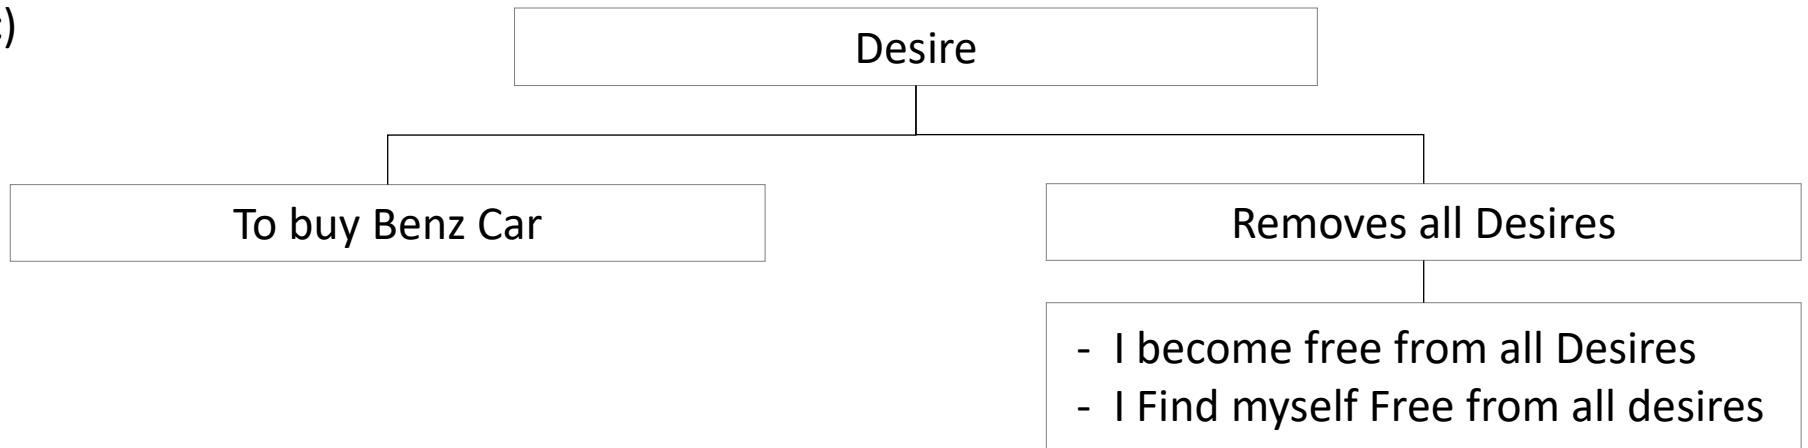 Desire
To buy Benz Car
Removes all Desires
- I become free from all Desires
- I Find myself Free from all desires